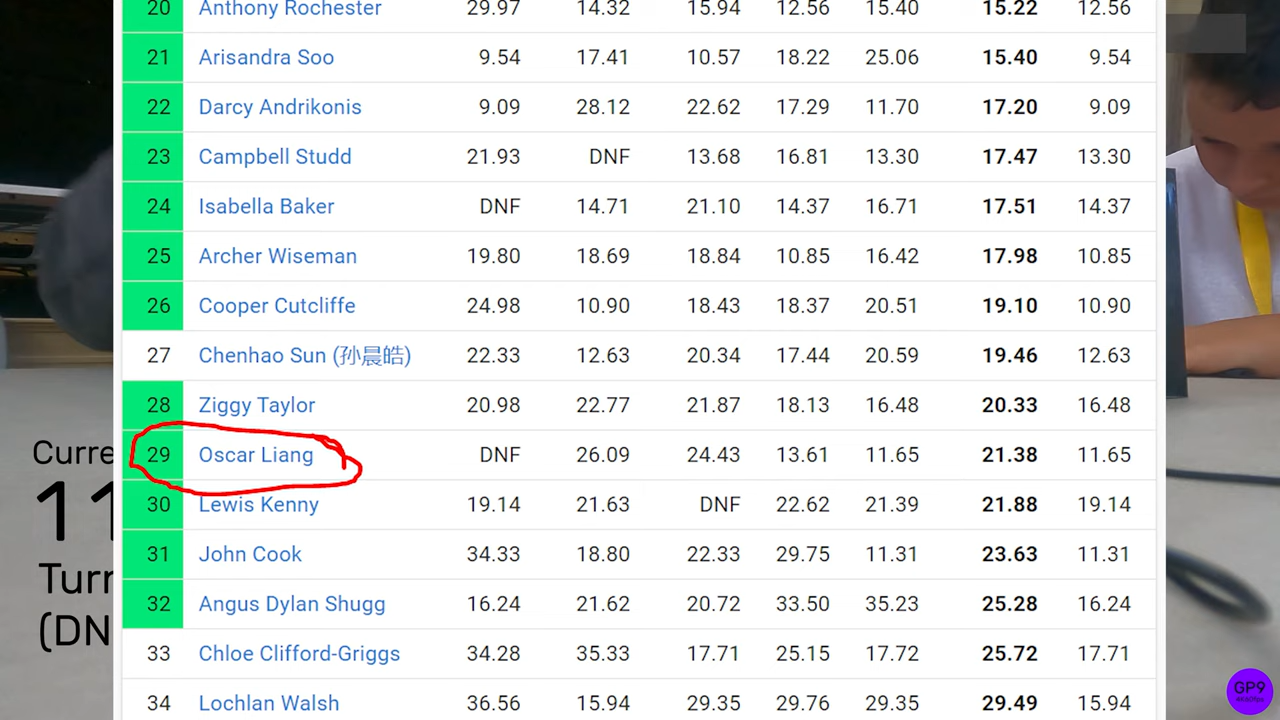 20 Anthony Rochester 29.97 14.32 15.94 12.56 15.40 15.22 12.56
21 Arisandra Soo 9.54 17.41 10.57 18.22 25.06 15.40 9.54
22 Darcy Andrikonis 9.09 28.12 22.62 17.29 11.70 17.20 9.09
23 Campbell Studd 21.93 DNF 13.68 16.81 13.30 17.47 13.30
24 Isabella Baker DNF 14.71 21.10 14.37 16.71 17.51 14.37
25 Archer Wiseman 19.80 18.69 18.84 10.85 16.42 17.98 10.85
26 Cooper Cutcliffe 24.98 10.90 18.43 18.37 20.51 19.10 10.90
27 Chenhao Sun (孙晨皓) 22.33 12.63 20.34 17.44 20.59 19.46 12.63
28 Ziggy Taylor 20.98 22.77 21.87 18.13 16.48 20.33 16.48
29 Oscar Liang DNF 26.09 24.43 13.61 11.65 21.38 11.65
30 Lewis Kenny 19.14 21.63 DNF 22.62 21.39 21.88 19.14
31 John Cook 34.33 18.80 22.33 29.75 11.31 23.63 11.31
32 Angus Dylan Shugg 16.24 21.62 20.72 33.50 35.23 25.28 16.24
33 Chloe Clifford-Griggs 34.28 35.33 17.71 25.15 17.72 25.72 17.71
34 Lochlan Walsh 36.56 15.94 29.35 29.76 29.35 29.49 15.94
Curre
11
Turn
(DN
GP9